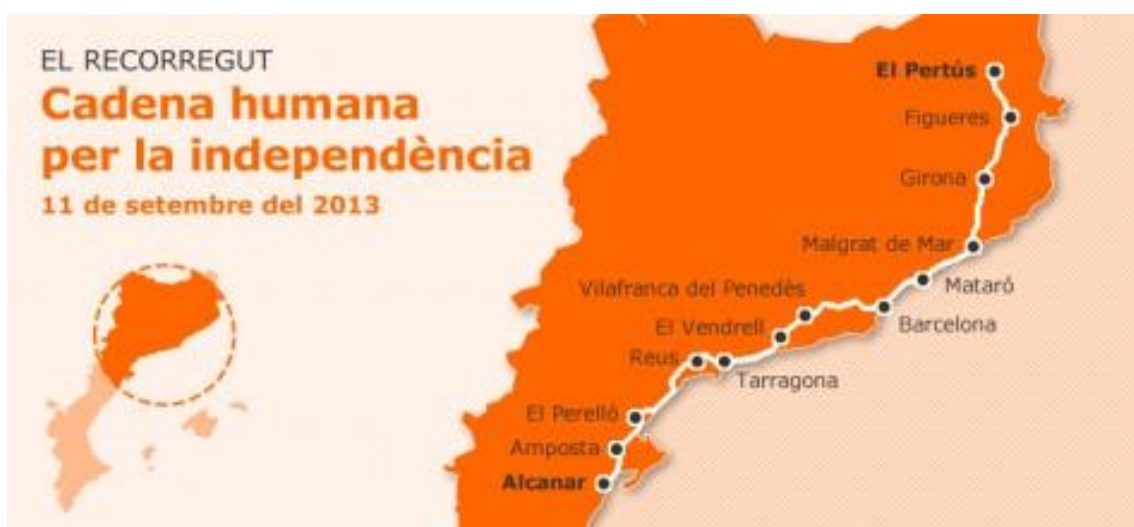 EL RECORREGUT
Cadena humana
per la independència
11 de setembre del 2013
El Pertús
Figueres
Girona
Malgrat de Mar
Mataró
Vilafranca del Penedès
Barcelona
El Vendrell
Reus
Tarragona
El Perelló
Amposta
Alcanar